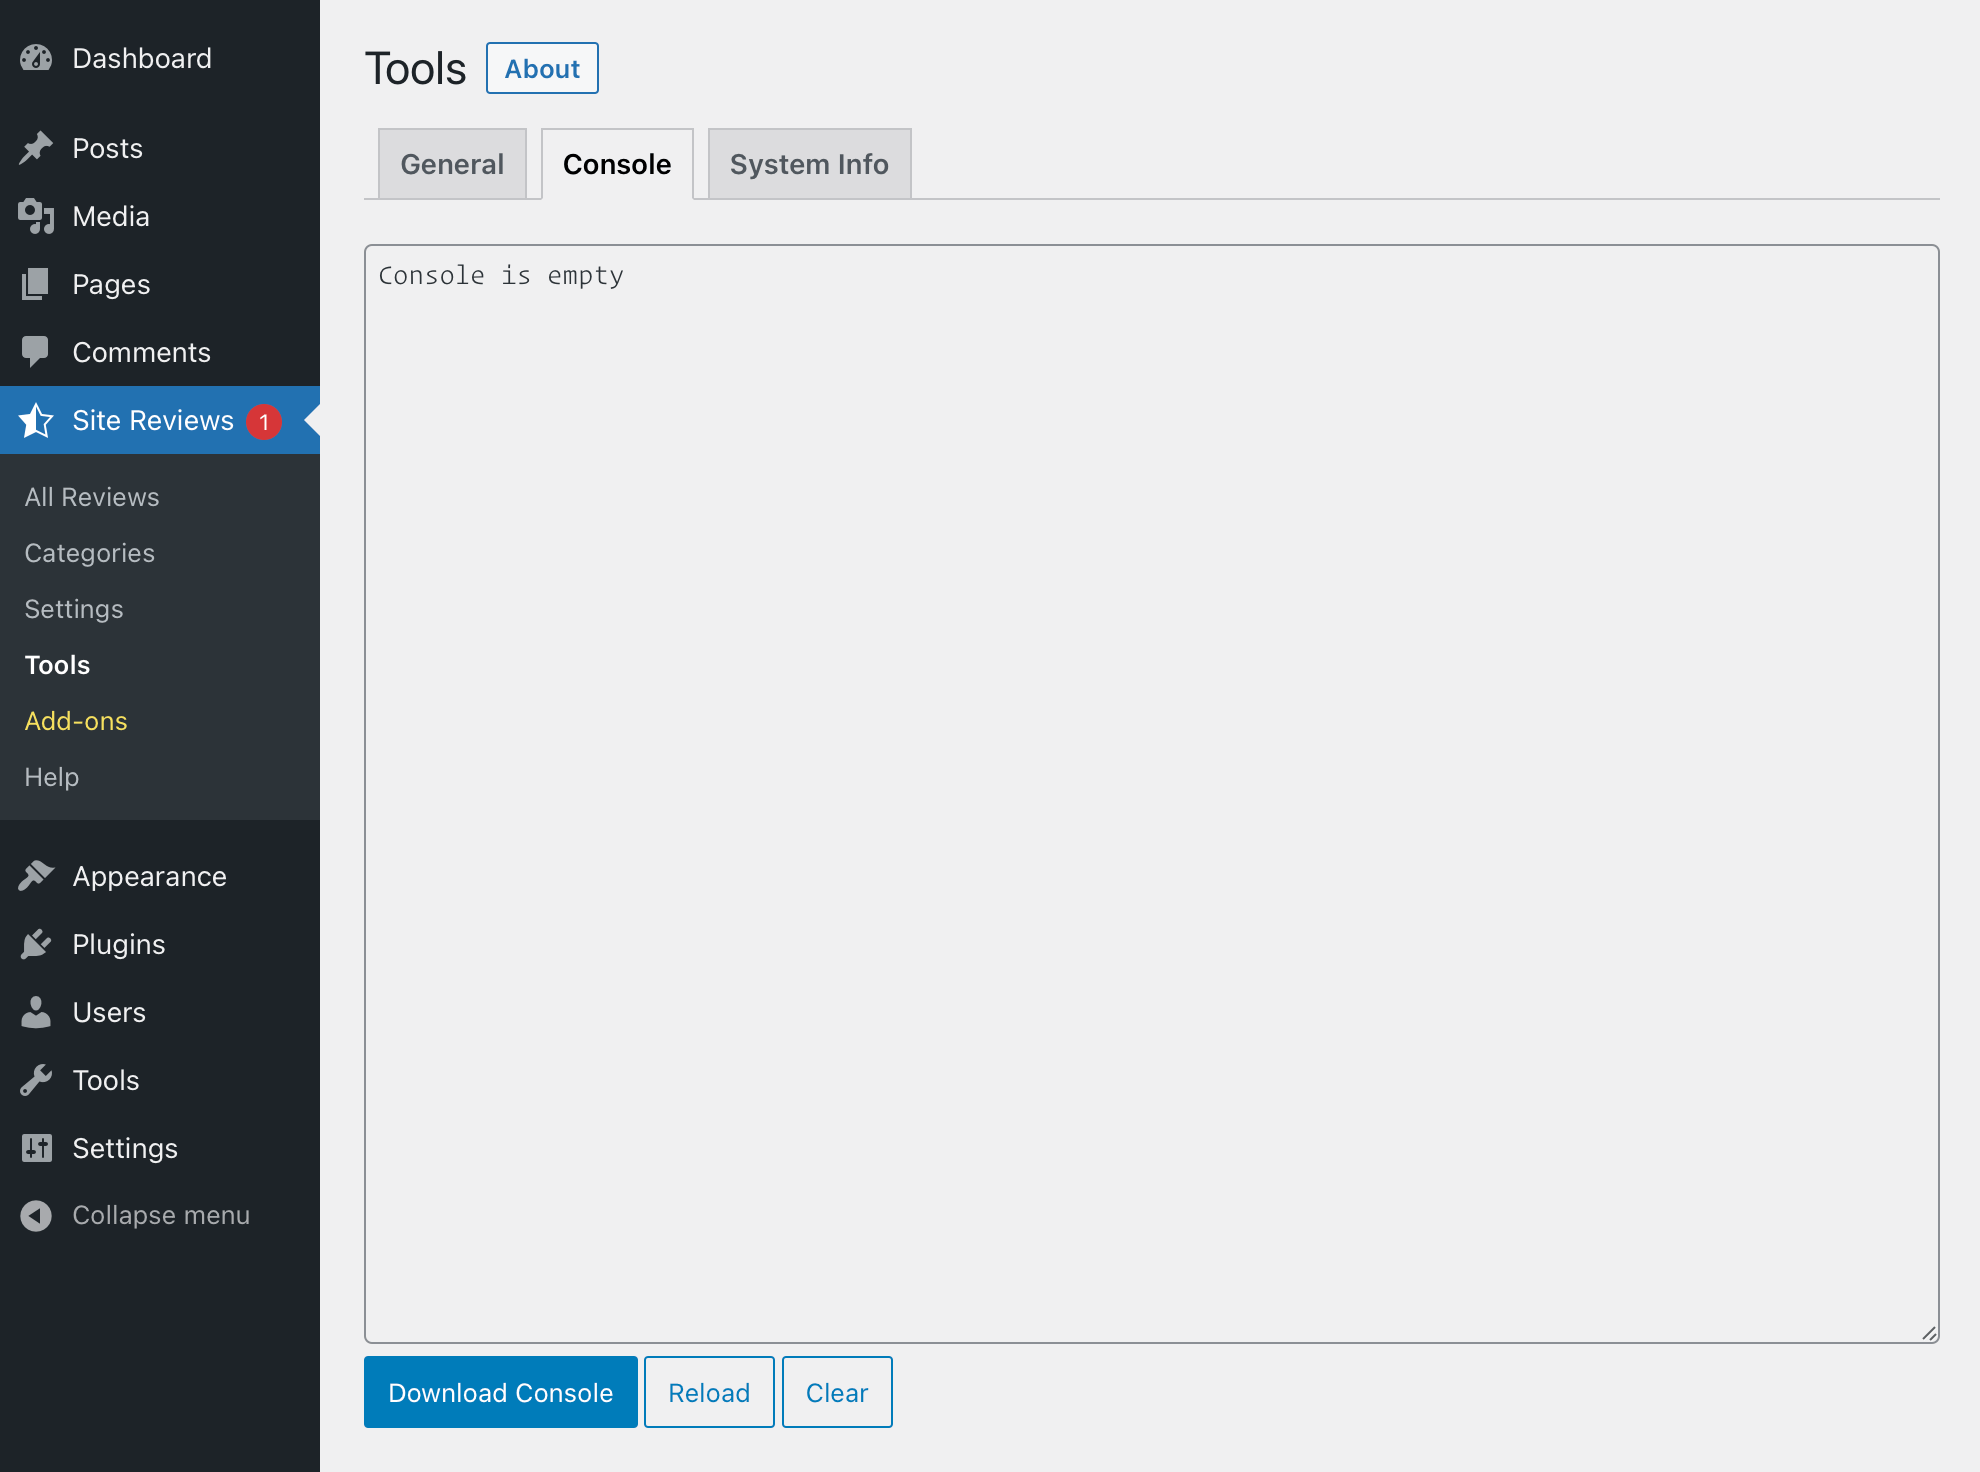 Dashboard
Posts
Media
Pages
Comments
Site Reviews 1
All Reviews
Categories
Settings
Tools
Add-ons
Help
Appearance
Plugins
Users
Tools
Settings
Collapse menu
Tools About
General Console System Info
Console is empty
Download Console Reload Clear